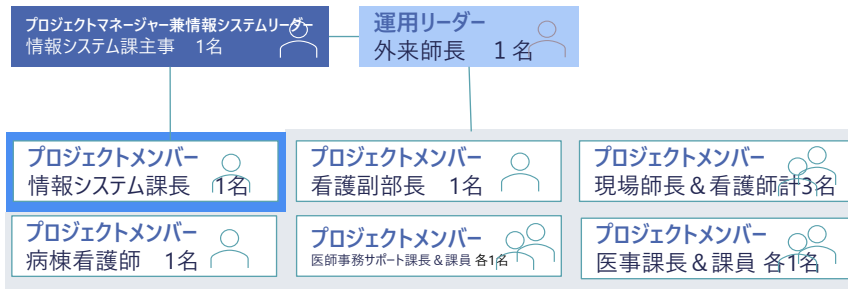 プロジェクトマネージャー兼情報システムリーダー
情報システム課主事　1名
運用リーダー
外来師長　１名
プロジェクトメンバー
情報システム課長　1名
プロジェクトメンバー
看護副部長　1名
プロジェクトメンバー
現場師長＆看護師計3名
プロジェクトメンバー
病棟看護師　1名
プロジェクトメンバー
医師事務サポート課長＆課員 各1名
プロジェクトメンバー
医事課長＆課員 各1名